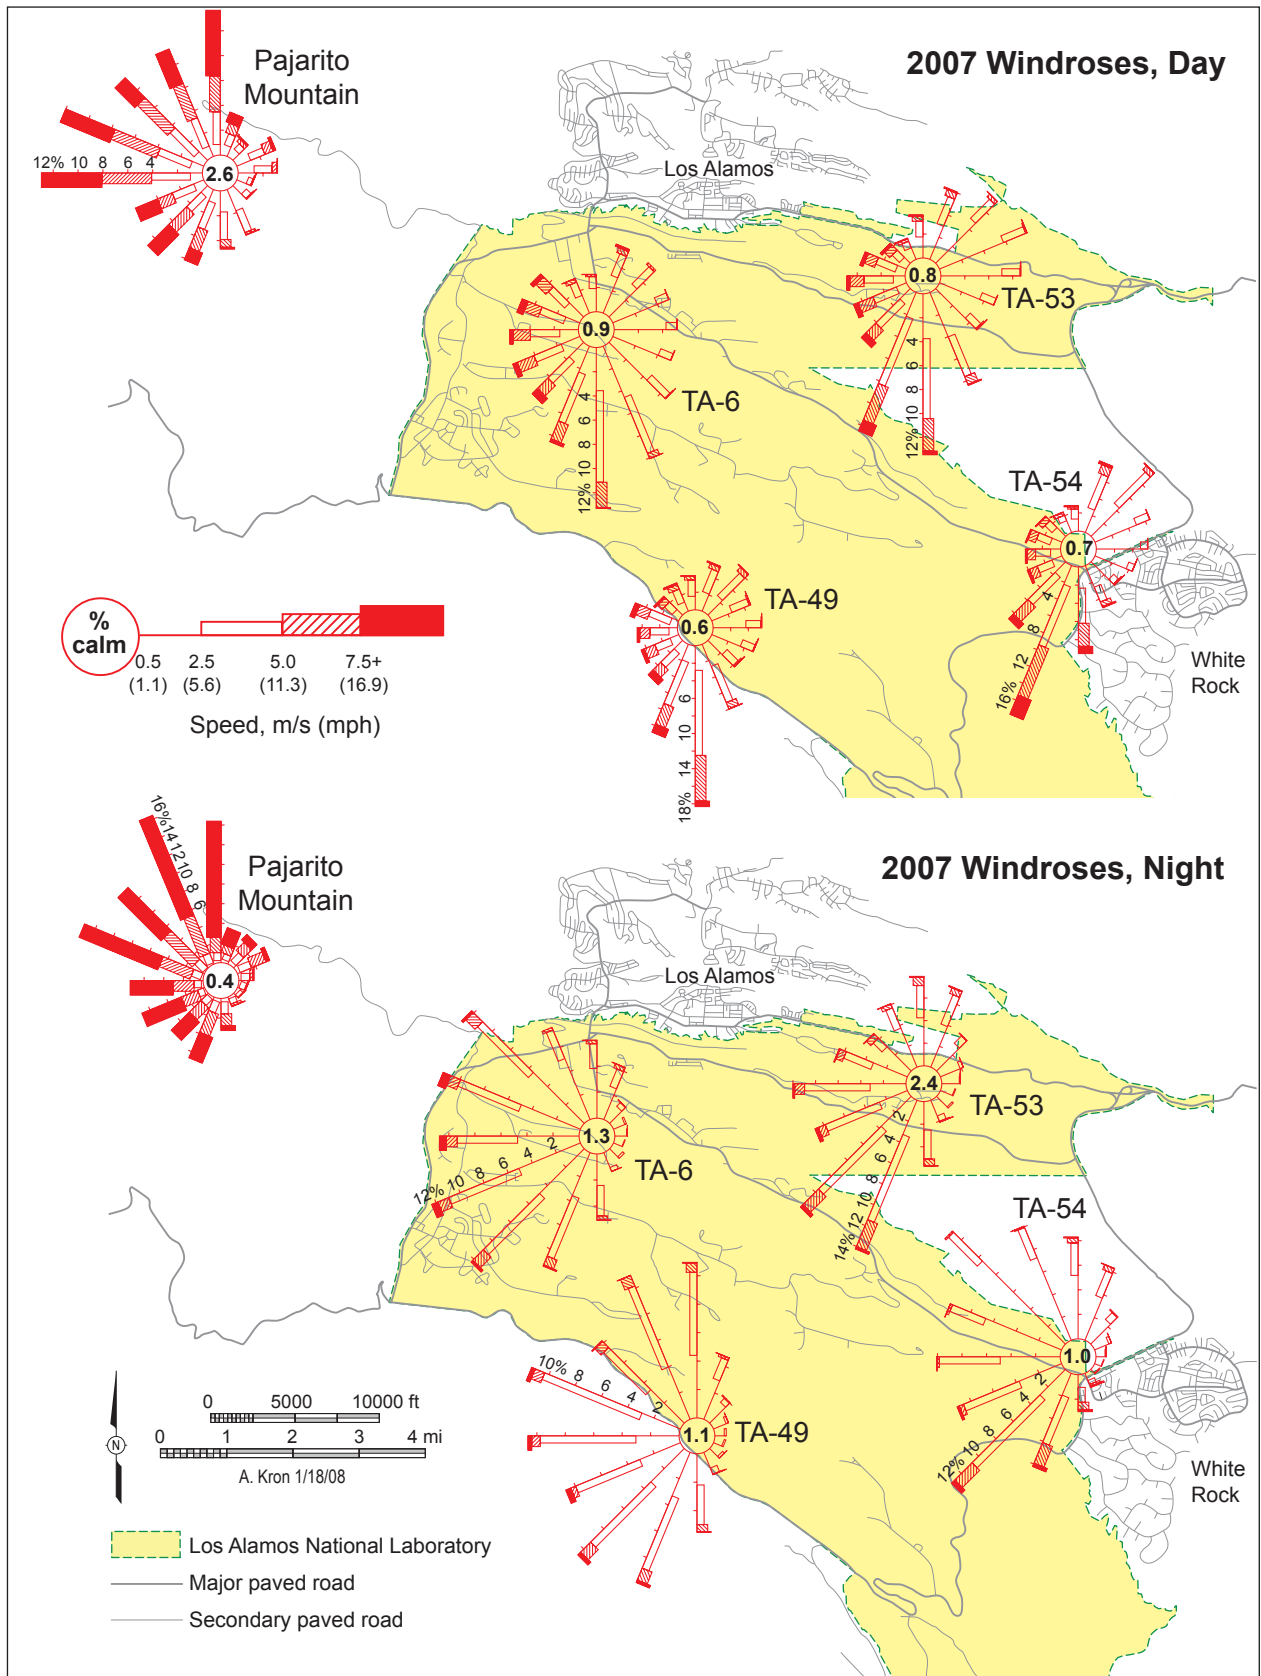 2007 Windroses, Day
Pajarito
Mountain
12% 10 8 6 4
2.6
Los Alamos
0.8
TA-53
4
6
8
10
12%
0.9
TA-6
4
6
8
10
12%
TA-54
0.7
4
8
12
16%
TA-49
0.6
6
10
14
18%
White
Rock
%
calm
0.5 2.5 5.0 7.5+
(1.1) (5.6) (11.3) (16.9)
Speed, m/s (mph)
2007 Windroses, Night
Pajarito
Mountain
16% 14 12 10 8 6
0.4
Los Alamos
2.4
TA-53
2
4
6
8
10
12
14%
1.3
TA-6
12% 10 8 6 4 2
TA-54
1.0
2
4
6
8
10
12%
10% 8 6 4 2
1.1
TA-49
White
Rock
N
0 5000 10000 ft
0 1 2 3 4 mi
A. Kron 1/18/08
Los Alamos National Laboratory
Major paved road
Secondary paved road